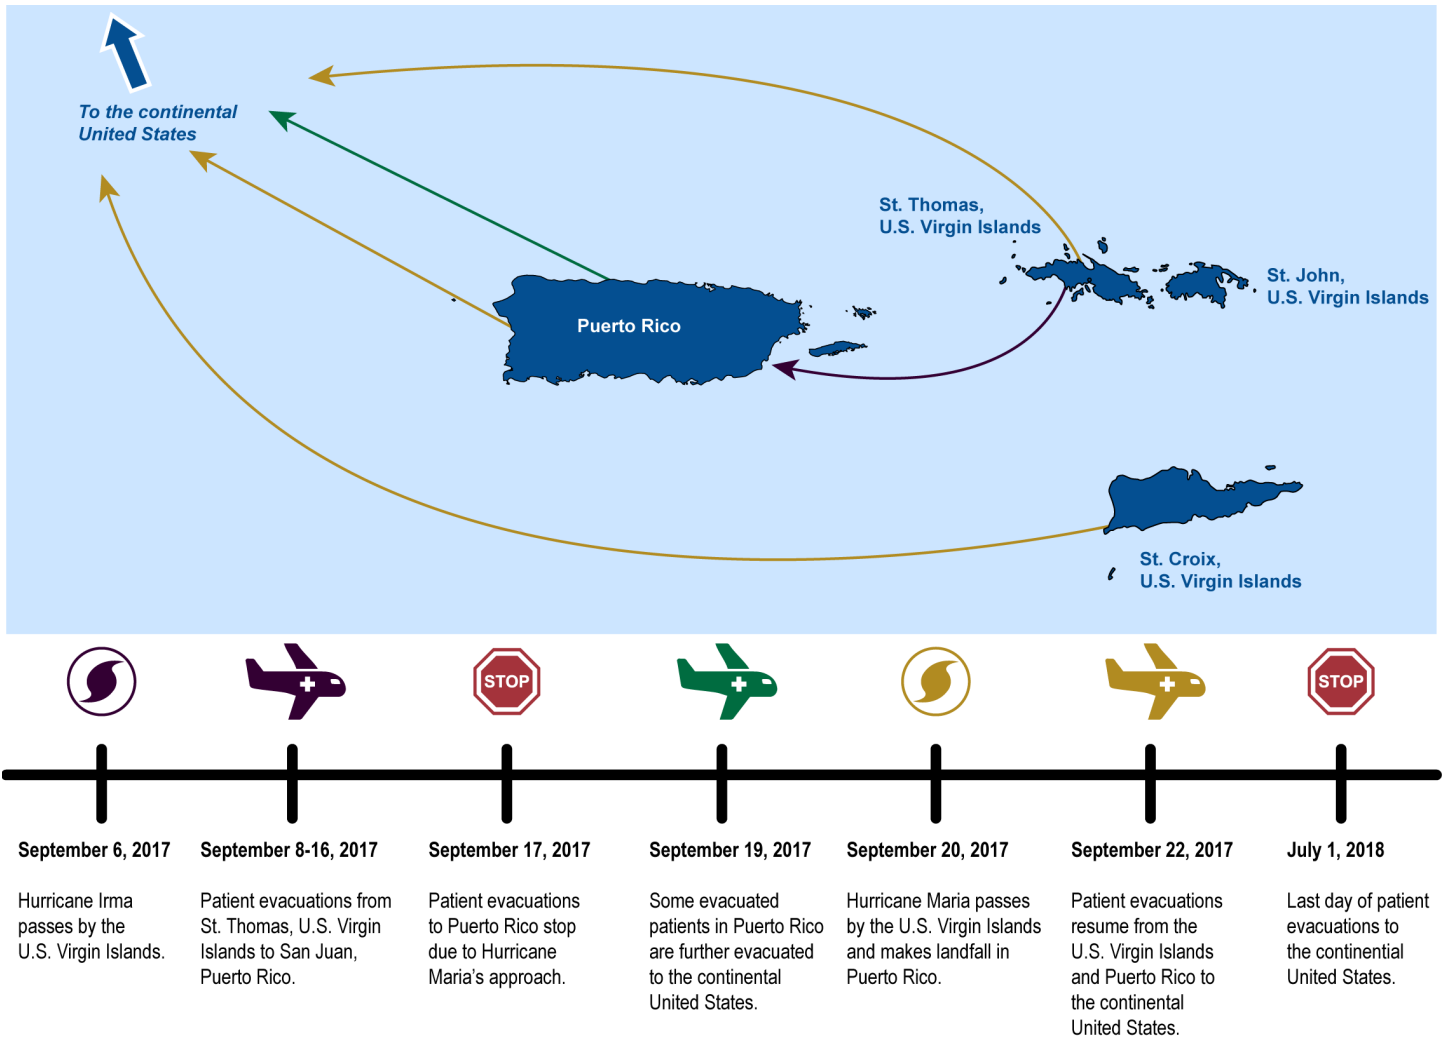 To the continental
United States
St. Thomas,
U.S. Virgin Islands
St. John,
U.S. Virgin Islands
Puerto Rico
St. Croix,
U.S. Virgin Islands
STOP
STOP
September 6, 2017
Hurricane Irma
passes by the
U.S. Virgin Islands.
September 8-16, 2017
Patient evacuations from
St. Thomas, U.S. Virgin
Islands to San Juan,
Puerto Rico.
September 17, 2017
Patient evacuations
to Puerto Rico stop
due to Hurricane
Maria's approach.
September 19, 2017
Some evacuated
patients in Puerto Rico
are further evacuated
to the continental
United States.
September 20, 2017
Hurricane Maria passes
by the U.S. Virgin Islands
and makes landfall in
Puerto Rico.
September 22, 2017
Patient evacuations
resume from the
U.S. Virgin Islands
and Puerto Rico to
the continental
United States.
July 1, 2018
Last day of patient
evacuations to
the contiential
United States.